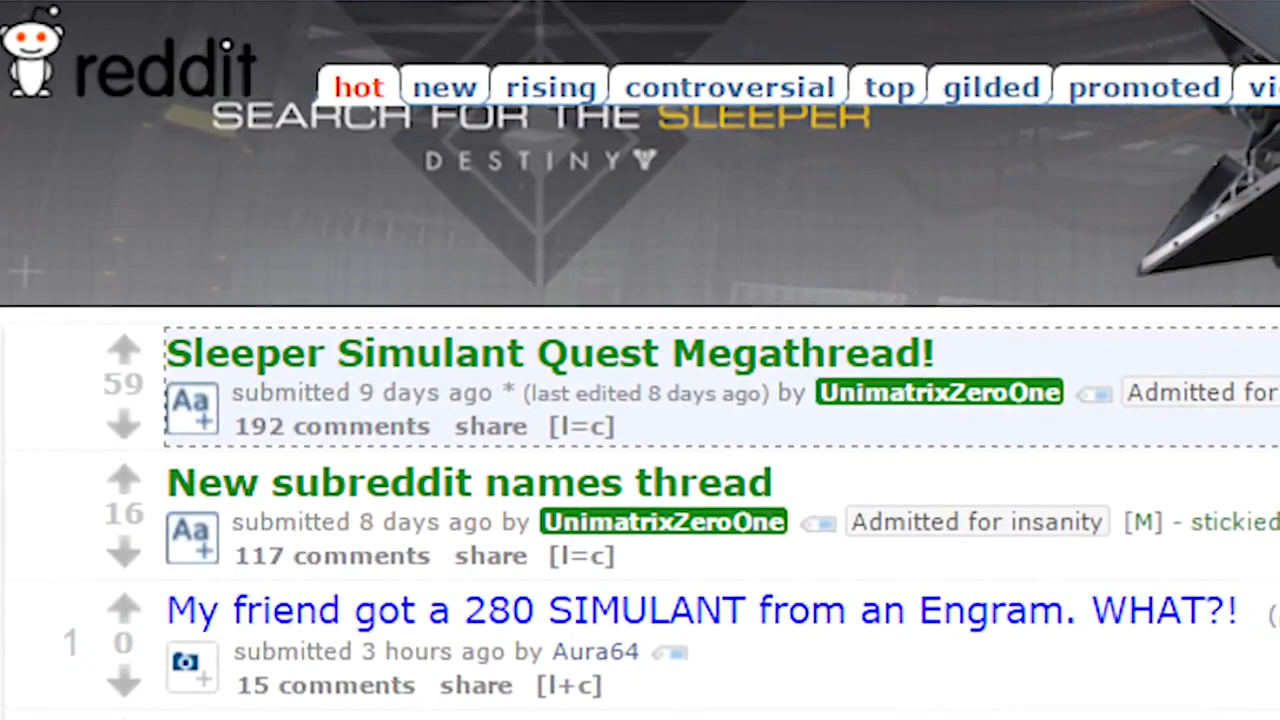 reddit
hot new rising controversial top gilded promoted
SEARCH FOR THE SLEEPER
DESTINY
Sleeper Simulant Quest Megathread!
59
submitted 9 days ago * (last edited 8 days ago) by UnimatrixZeroOne Admitted for
Aa+
192 comments share [l=c]
New subreddit names thread
16
submitted 8 days ago by UnimatrixZeroOne Admitted for insanity [M] - stickied
Aa+
117 comments share [l=c]
My friend got a 280 SIMULANT from an Engram. WHAT?! (
1 0
submitted 3 hours ago by Aura64
15 comments share [l+c]